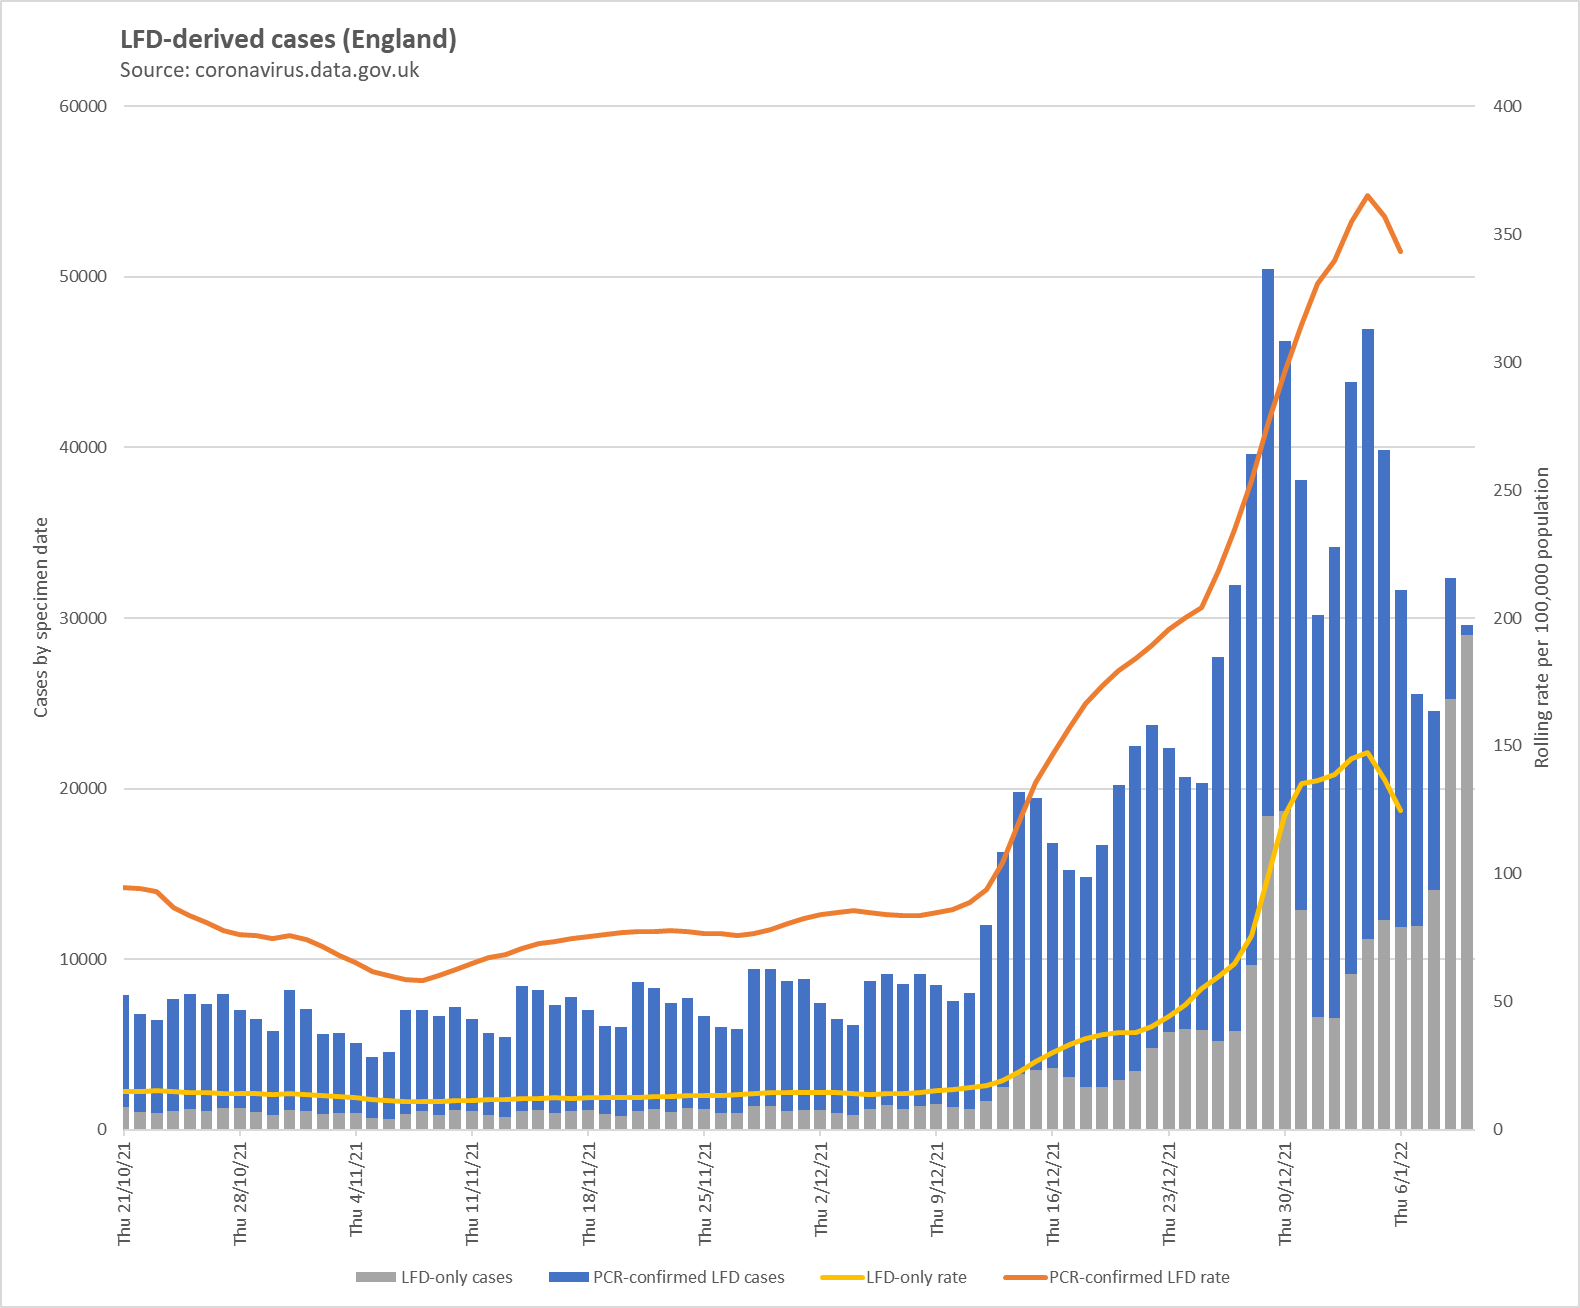 LFD-derived cases (England)
Source: coronavirus.data.gov.uk
60000
50000
40000
30000
20000
10000
0
Cases by specimen date
400
350
300
250
200
150
100
50
0
Rolling rate per 100,000 population
Thu 21/10/21
Thu 28/10/21
Thu 4/11/21
Thu 11/11/21
Thu 18/11/21
Thu 25/11/21
Thu 2/12/21
Thu 9/12/21
Thu 16/12/21
Thu 23/12/21
Thu 30/12/21
Thu 6/1/22
LFD-only cases
PCR-confirmed LFD cases
LFD-only rate
PCR-confirmed LFD rate